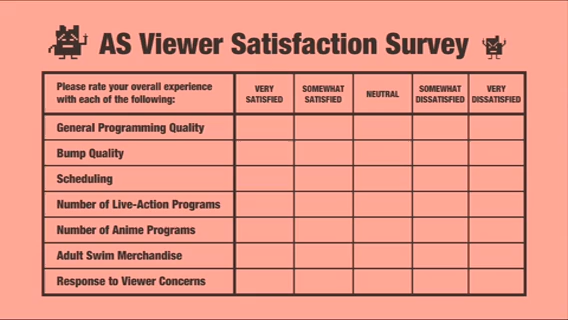 AS Viewer Satisfaction Survey
Please rate your overall experience
with each of the following:
VERY
SATISFIED
SOMEWHAT
SATISFIED
NEUTRAL
SOMEWHAT
DISSATISFIED
VERY
DISSATISFIED
General Programming Quality
Bump Quality
Scheduling
Number of Live-Action Programs
Number of Anime Programs
Adult Swim Merchandise
Response to Viewer Concerns